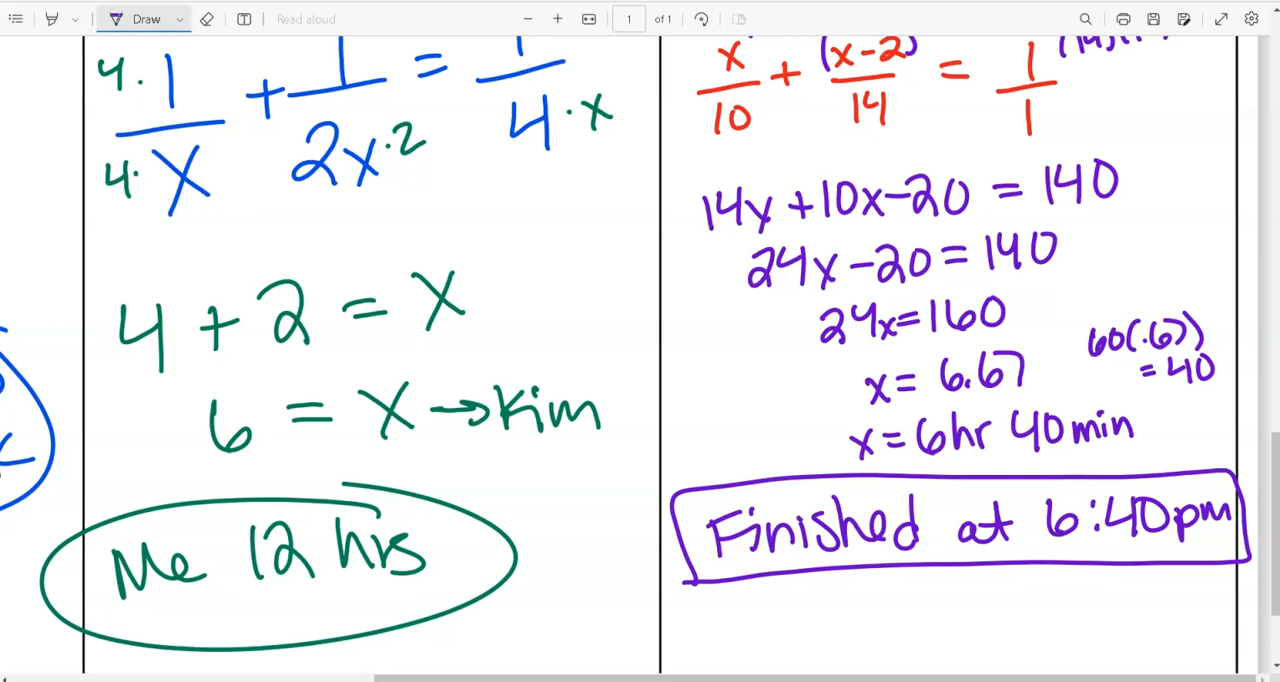 Draw
Read aloud
1 of 1
4· 1/x ·4 + 1/2x ·2 = 1/4 ·x
4 + 2 = x
6 = x → Kim
Me 12 hrs
x/10 + (x-2)/14 = 1/1
14x + 10x - 20 = 140
24x - 20 = 140
24x = 160
x = 6.67
60(.67)
= 40
x = 6hr 40min
Finished at 6:40pm